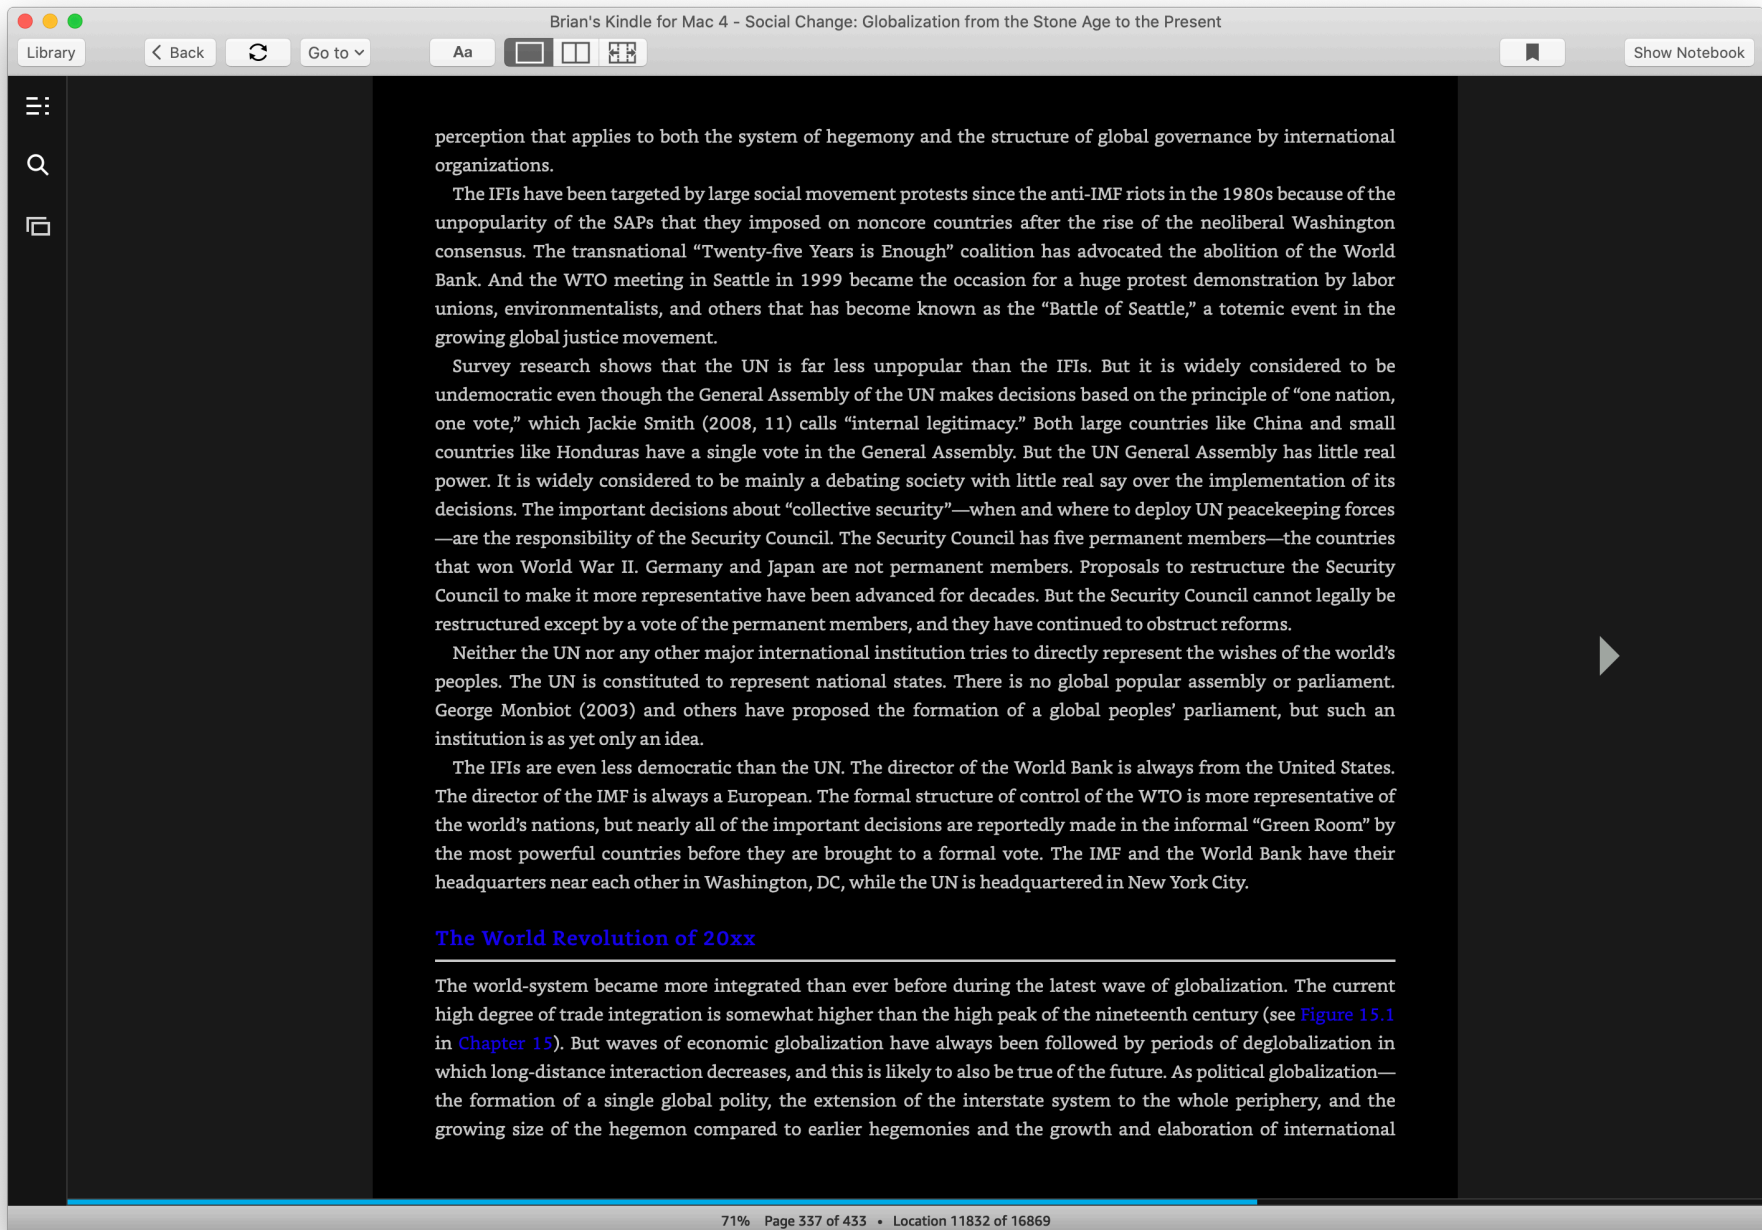 Brian's Kindle for Mac 4 - Social Change: Globalization from the Stone Age to the Present
Library
Back
Go to
Aa
Show Notebook
perception that applies to both the system of hegemony and the structure of global governance by international
organizations.
The IFIs have been targeted by large social movement protests since the anti-IMF riots in the 1980s because of the
unpopularity of the SAPs that they imposed on noncore countries after the rise of the neoliberal Washington
consensus. The transnational “Twenty-five Years is Enough” coalition has advocated the abolition of the World
Bank. And the WTO meeting in Seattle in 1999 became the occasion for a huge protest demonstration by labor
unions, environmentalists, and others that has become known as the “Battle of Seattle,” a totemic event in the
growing global justice movement.
Survey research shows that the UN is far less unpopular than the IFIs. But it is widely considered to be
undemocratic even though the General Assembly of the UN makes decisions based on the principle of “one nation,
one vote,” which Jackie Smith (2008, 11) calls “internal legitimacy.” Both large countries like China and small
countries like Honduras have a single vote in the General Assembly. But the UN General Assembly has little real
power. It is widely considered to be mainly a debating society with little real say over the implementation of its
decisions. The important decisions about “collective security”—when and where to deploy UN peacekeeping forces
—are the responsibility of the Security Council. The Security Council has five permanent members—the countries
that won World War II. Germany and Japan are not permanent members. Proposals to restructure the Security
Council to make it more representative have been advanced for decades. But the Security Council cannot legally be
restructured except by a vote of the permanent members, and they have continued to obstruct reforms.
Neither the UN nor any other major international institution tries to directly represent the wishes of the world’s
peoples. The UN is constituted to represent national states. There is no global popular assembly or parliament.
George Monbiot (2003) and others have proposed the formation of a global peoples’ parliament, but such an
institution is as yet only an idea.
The IFIs are even less democratic than the UN. The director of the World Bank is always from the United States.
The director of the IMF is always a European. The formal structure of control of the WTO is more representative of
the world’s nations, but nearly all of the important decisions are reportedly made in the informal “Green Room” by
the most powerful countries before they are brought to a formal vote. The IMF and the World Bank have their
headquarters near each other in Washington, DC, while the UN is headquartered in New York City.
The World Revolution of 20xx
The world-system became more integrated than ever before during the latest wave of globalization. The current
high degree of trade integration is somewhat higher than the high peak of the nineteenth century (see Figure 15.1
in Chapter 15). But waves of economic globalization have always been followed by periods of deglobalization in
which long-distance interaction decreases, and this is likely to also be true of the future. As political globalization—
the formation of a single global polity, the extension of the interstate system to the whole periphery, and the
growing size of the hegemon compared to earlier hegemonies and the growth and elaboration of international
71% Page 337 of 433 • Location 11832 of 16869